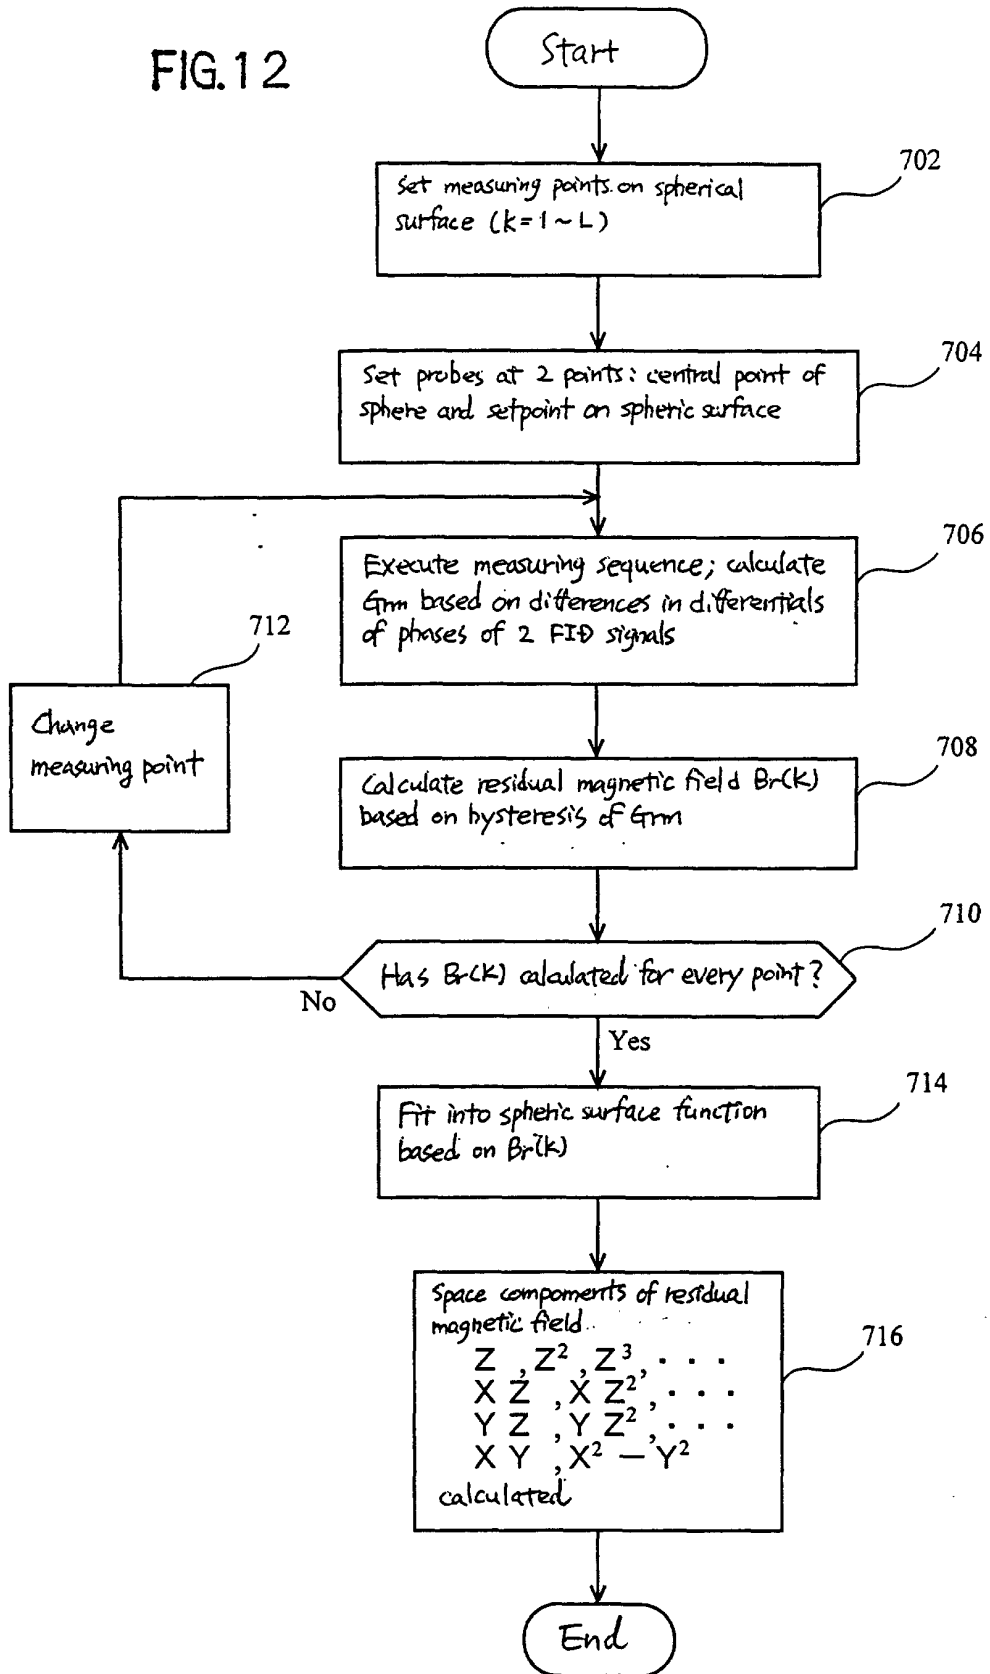 FIG.12
Start
702
Set measuring points on spherical
surface (k=1~L)
704
Set probes at 2 points: central point of
sphere and setpoint on spheric surface
706
Execute measuring sequence; calculate
Gnn based on differences in differentials
of phases of 2 FID signals
712
Change
measuring point
708
Calculate residual magnetic field Br(k)
based on hysteresis of Gnn
710
Has Br(k) calculated for every point?
No
Yes
714
Fit into spheric surface function
based on Br(k)
716
Space compoments of residual
magnetic field
Z , Z², Z³, · · ·
X Z , X Z², · · ·
Y Z , Y Z², · · ·
X Y , X² − Y²
calculated
End